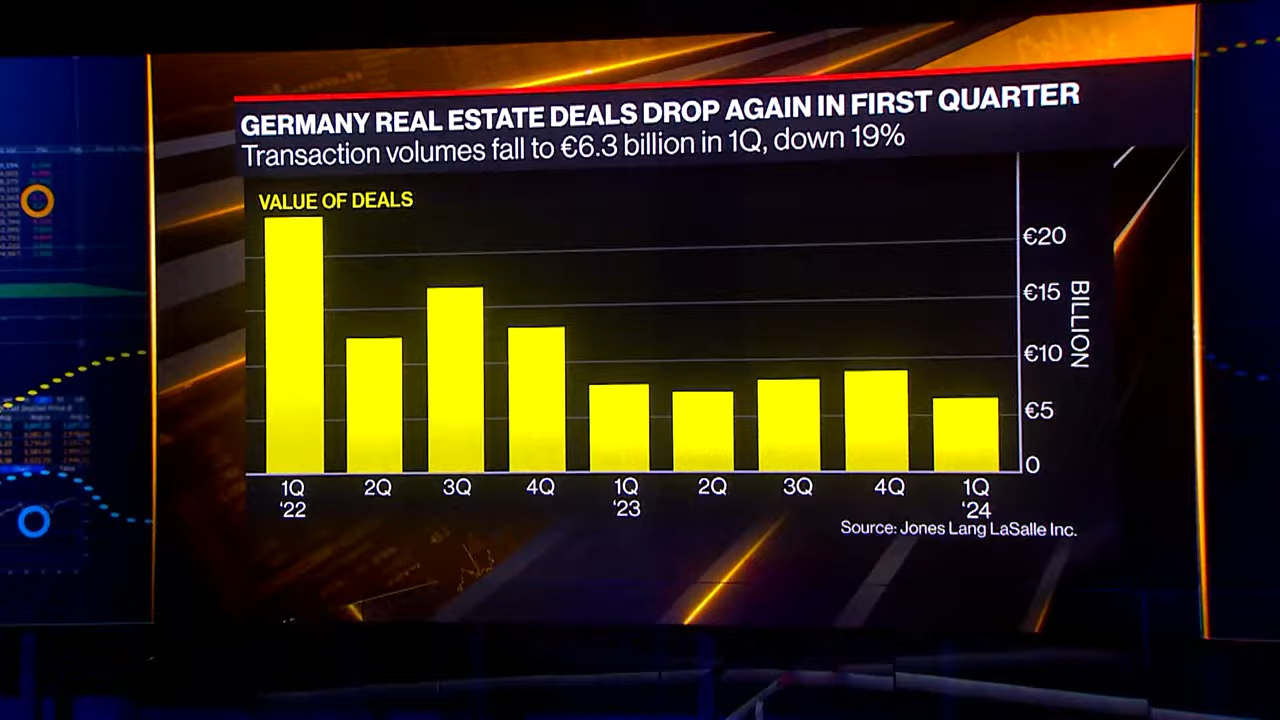 GERMANY REAL ESTATE DEALS DROP AGAIN IN FIRST QUARTER
Transaction volumes fall to €6.3 billion in 1Q, down 19%
VALUE OF DEALS
€20
€15
€10
€5
0
BILLION
1Q 2Q 3Q 4Q 1Q 2Q 3Q 4Q 1Q
'22 '23 '24
Source: Jones Lang LaSalle Inc.